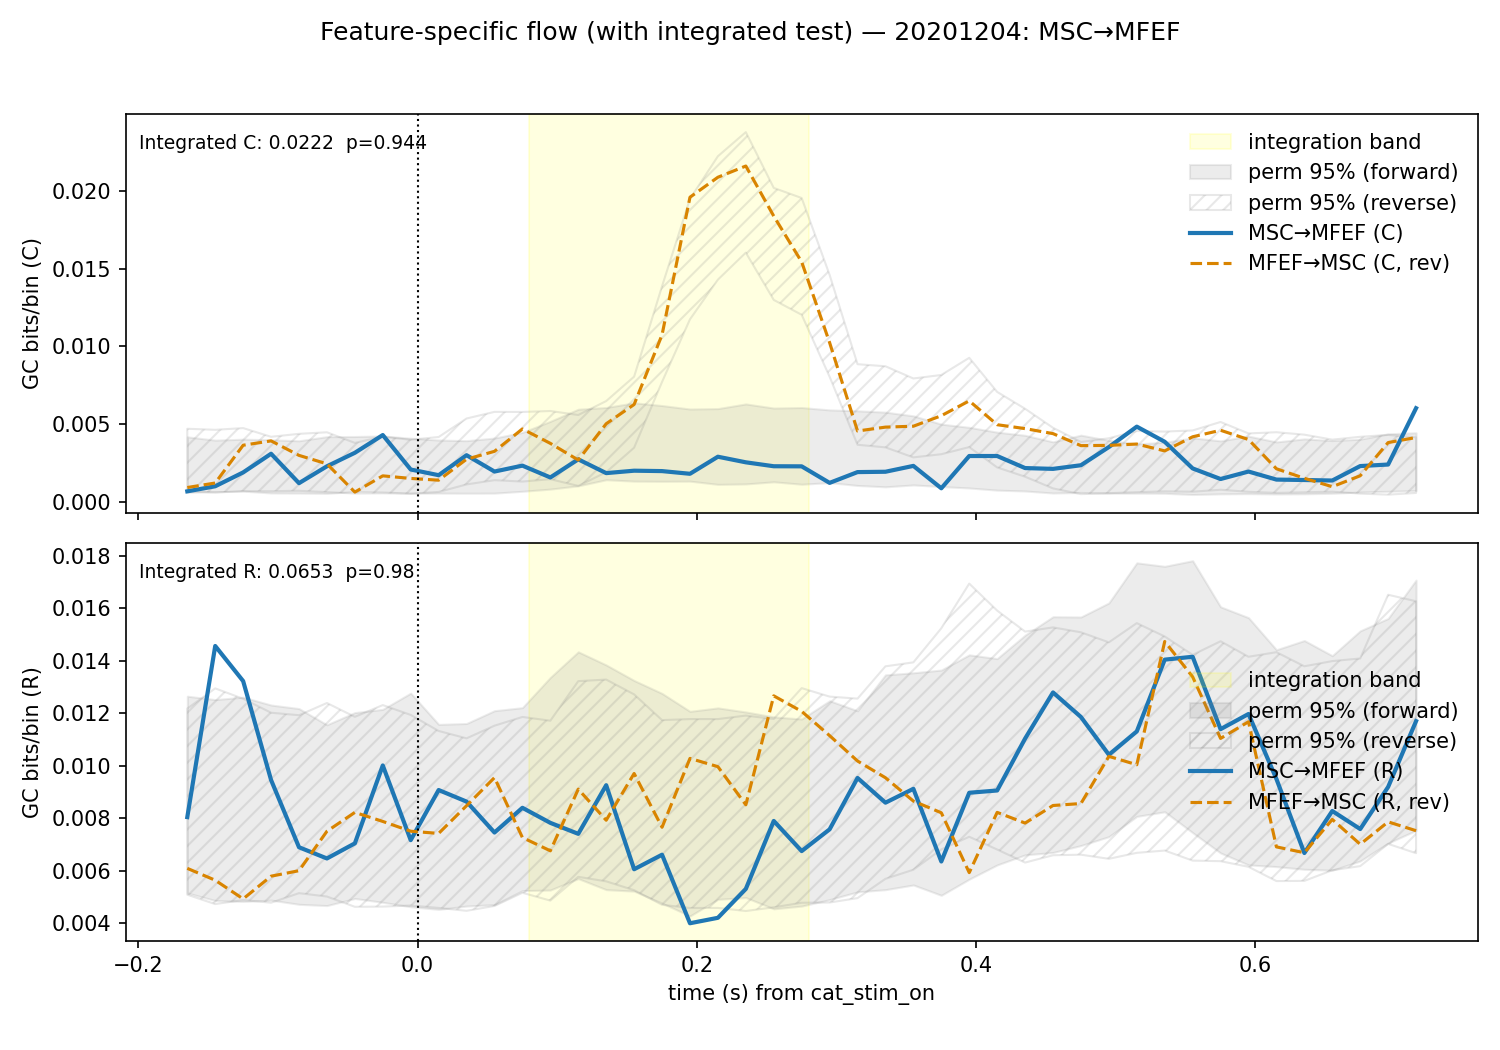 Feature-specific flow (with integrated test) — 20201204: MSC→MFEF
Integrated C: 0.0222  p=0.944
integration band
perm 95% (forward)
perm 95% (reverse)
MSC→MFEF (C)
MFEF→MSC (C, rev)
GC bits/bin (C)
0.020
0.015
0.010
0.005
0.000
Integrated R: 0.0653  p=0.98
integration band
perm 95% (forward)
perm 95% (reverse)
MSC→MFEF (R)
MFEF→MSC (R, rev)
GC bits/bin (R)
0.018
0.016
0.014
0.012
0.010
0.008
0.006
0.004
−0.2
0.0
0.2
0.4
0.6
time (s) from cat_stim_on